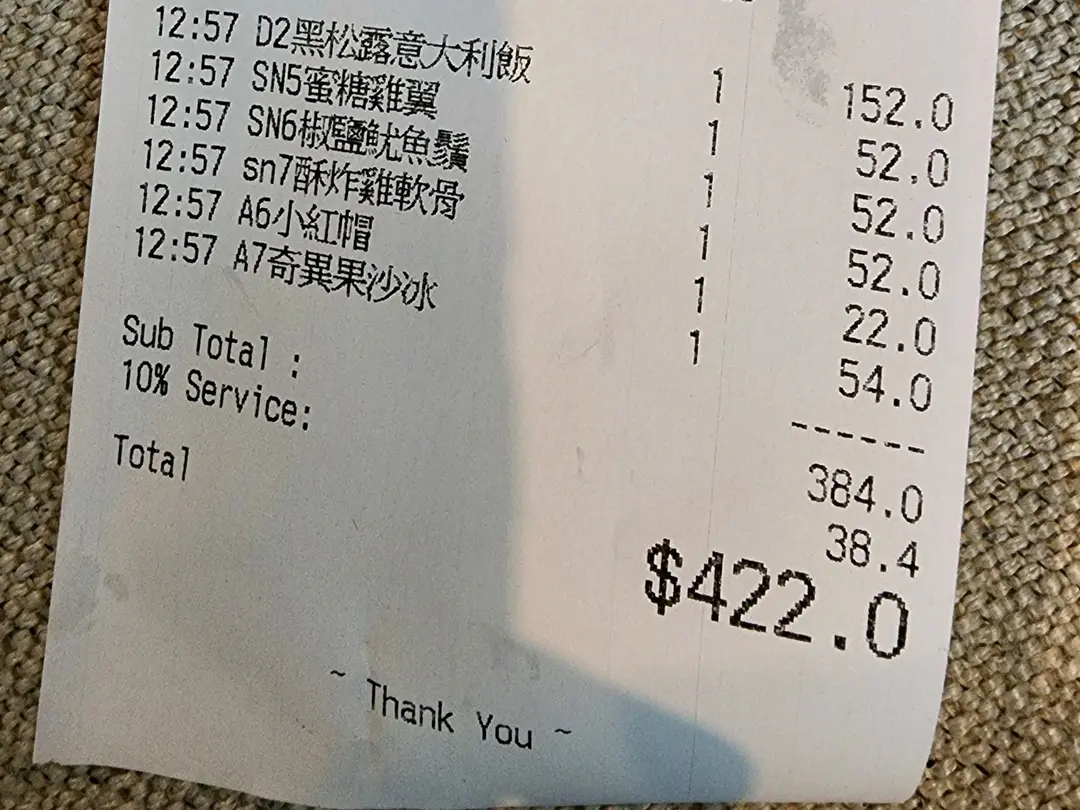 12:57 D2黑松露意大利飯 1 152.0
12:57 SN5蜜糖雞翼 1 52.0
12:57 SN6椒鹽魷魚鬚 1 52.0
12:57 sn7酥炸雞軟骨 1 52.0
12:57 A6小紅帽 1 22.0
12:57 A7奇異果沙冰 1 54.0
------
Sub Total : 384.0
10% Service: 38.4
Total $422.0
~ Thank You ~